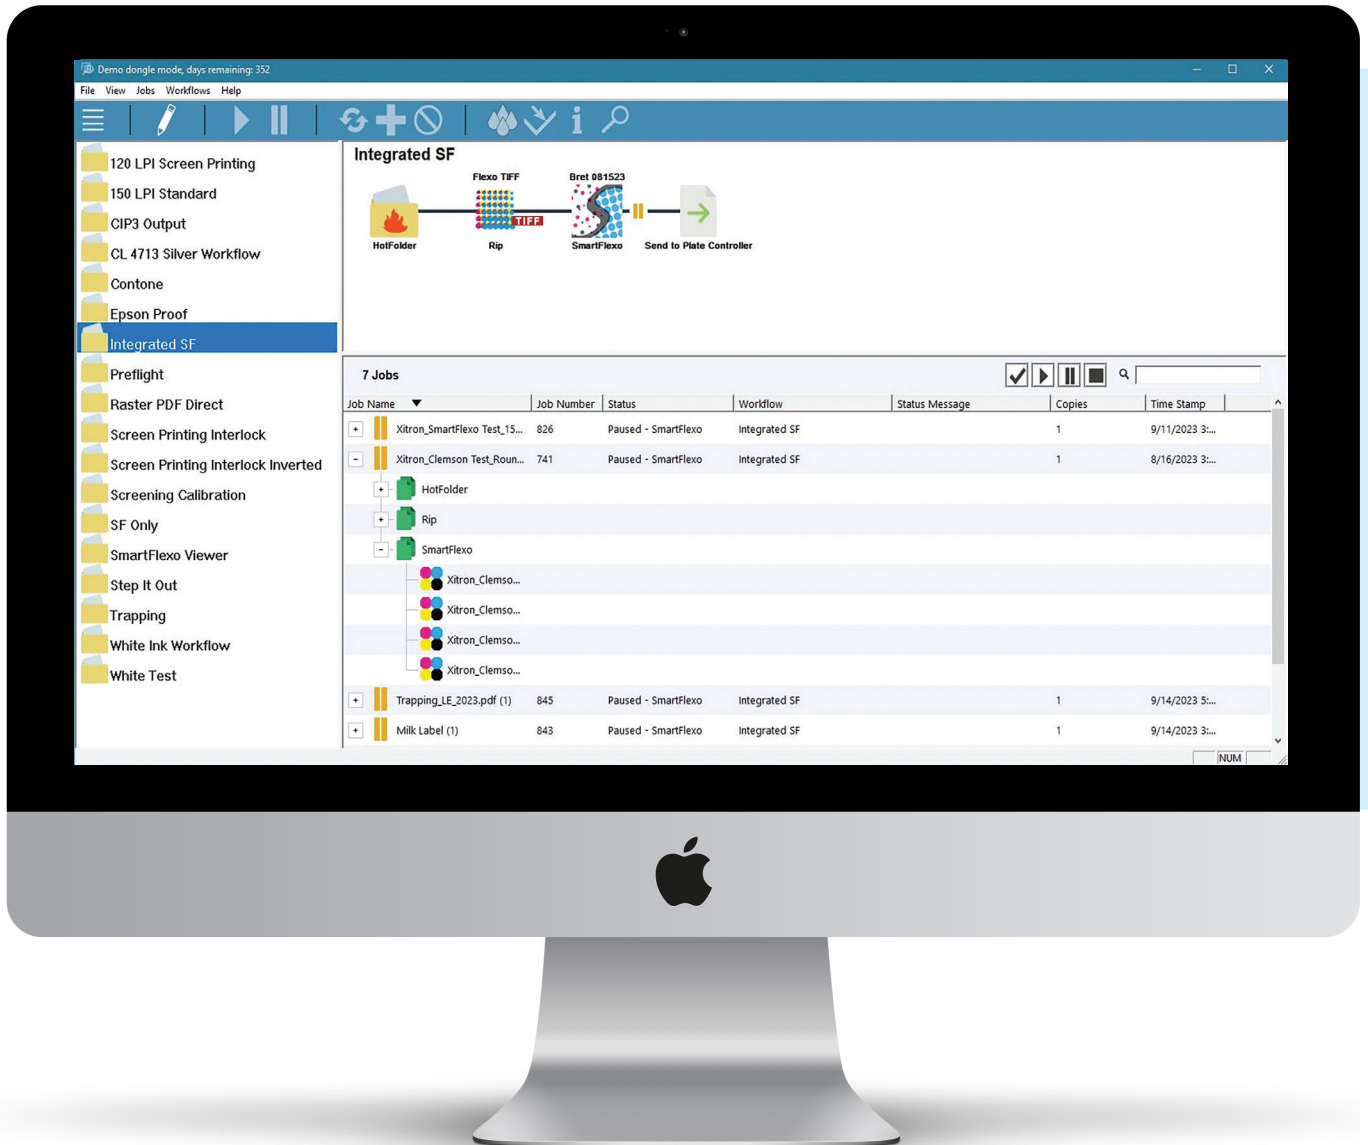 Demo dongle mode, days remaining: 352
File View Jobs Workflows Help
120 LPI Screen Printing
150 LPI Standard
CIP3 Output
CL 4713 Silver Workflow
Contone
Epson Proof
Integrated SF
Preflight
Raster PDF Direct
Screen Printing Interlock
Screen Printing Interlock Inverted
Screening Calibration
SF Only
SmartFlexo Viewer
Step It Out
Trapping
White Ink Workflow
White Test
Integrated SF
Flexo TIFF Bret 081523
TIFF
HotFolder Rip SmartFlexo Send to Plate Controller
7 Jobs
Job Name Job Number Status Workflow Status Message Copies Time Stamp
Xitron_SmartFlexo Test_15... 826 Paused - SmartFlexo Integrated SF 1 9/11/2023 3:...
Xitron_Clemson Test_Roun... 741 Paused - SmartFlexo Integrated SF 1 8/16/2023 3:...
HotFolder
Rip
SmartFlexo
Xitron_Clemso...
Xitron_Clemso...
Xitron_Clemso...
Xitron_Clemso...
Trapping_LE_2023.pdf (1) 845 Paused - SmartFlexo Integrated SF 1 9/14/2023 5:...
Milk Label (1) 843 Paused - SmartFlexo Integrated SF 1 9/14/2023 3:...
NUM